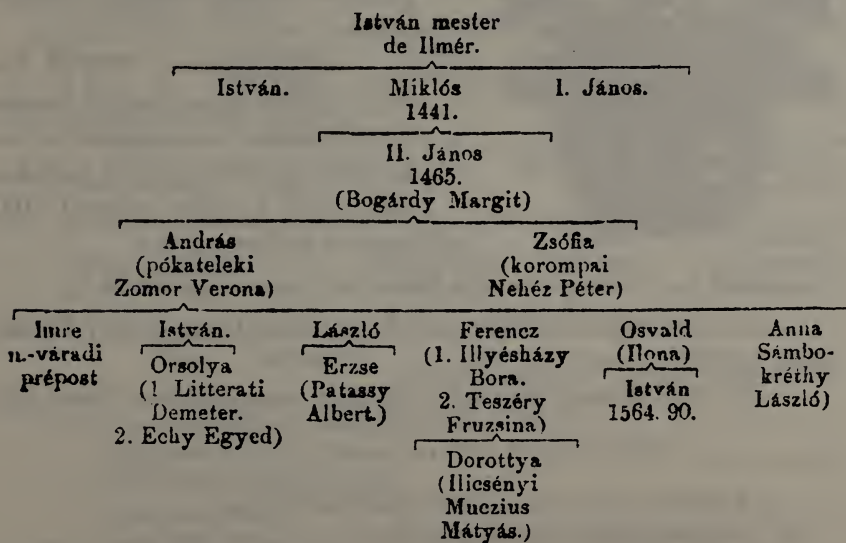 István mester
de Ilmér.
István. Miklós I. János.
1441.
II. János
1465.
(Bogárdy Margit)
András Zsófia
(pókateleki (korompai
Zomor Verona) Nehéz Péter)
Imre István. László Ferencz Osvald Anna
n.-váradi Orsolya Erzse (1. Illyésházy (Ilona) Sámbo-
prépost (1 Litterati (Patassy Bora. István kréthy
Demeter. Albert.) 2. Teszéry 1564. 90. László)
2. Echy Egyed) Fruzsina)
Dorottya
(Ilicsényi
Muczius
Mátyás.)